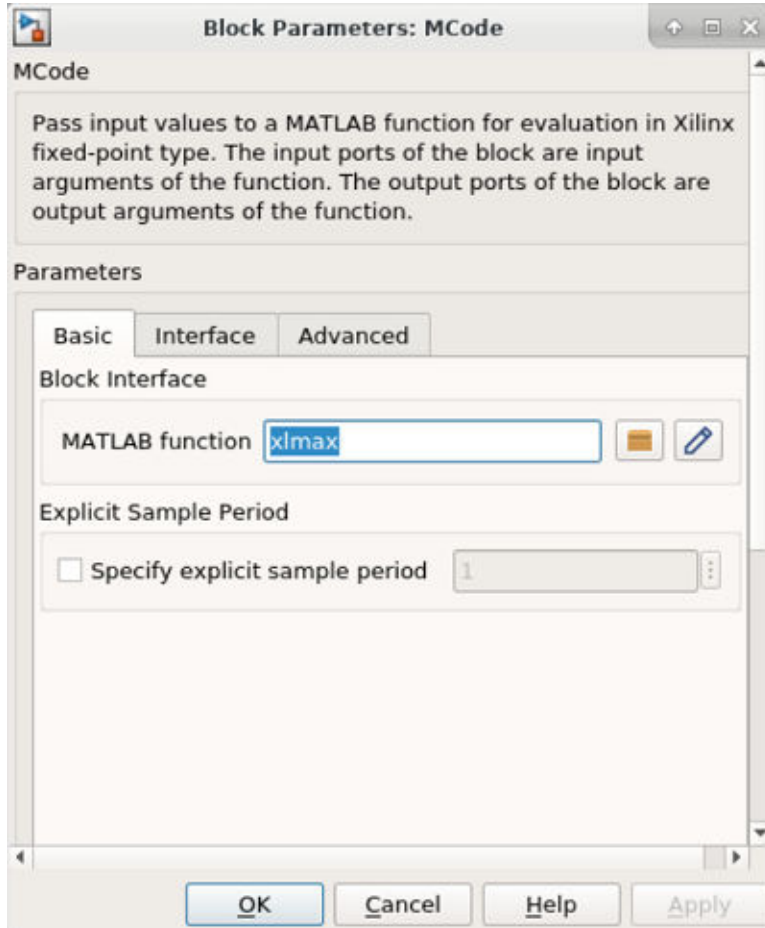 Block Parameters: MCode
MCode
Pass input values to a MATLAB function for evaluation in Xilinx
fixed-point type. The input ports of the block are input
arguments of the function. The output ports of the block are
output arguments of the function.
Parameters
Basic Interface Advanced
Block Interface
MATLAB function xlmax
Explicit Sample Period
Specify explicit sample period 1
OK Cancel Help Apply